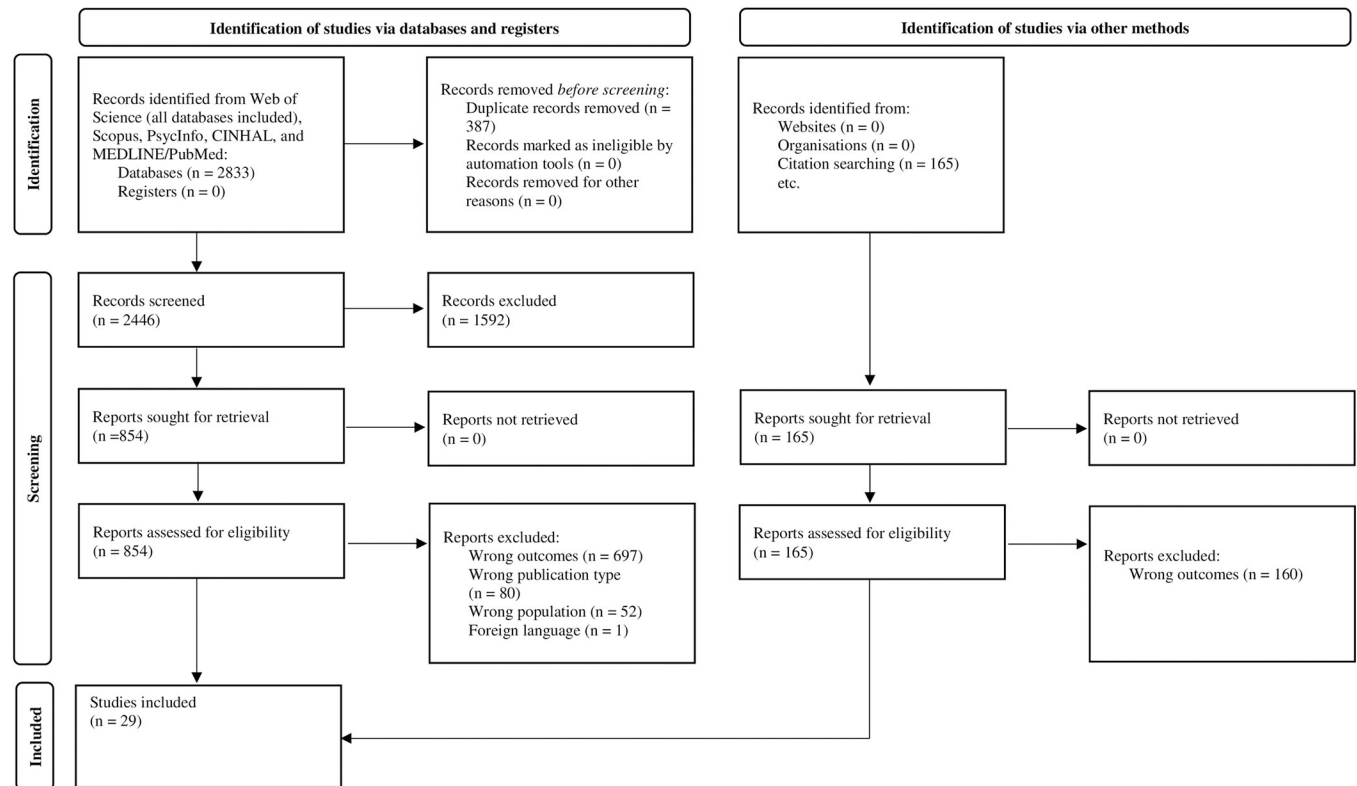 Identification of studies via databases and registers
Identification of studies via other methods
Identification
Records identified from Web of
Science (all databases included),
Scopus, PsycInfo, CINHAL, and
MEDLINE/PubMed:
Databases (n = 2833)
Registers (n = 0)
Records removed before screening:
Duplicate records removed (n =
387)
Records marked as ineligible by
automation tools (n = 0)
Records removed for other
reasons (n = 0)
Records identified from:
Websites (n = 0)
Organisations (n = 0)
Citation searching (n = 165)
etc.
Screening
Records screened
(n = 2446)
Records excluded
(n = 1592)
Reports sought for retrieval
(n =854)
Reports not retrieved
(n = 0)
Reports sought for retrieval
(n = 165)
Reports not retrieved
(n = 0)
Reports assessed for eligibility
(n = 854)
Reports excluded:
Wrong outcomes (n = 697)
Wrong publication type
(n = 80)
Wrong population (n = 52)
Foreign language (n = 1)
Reports assessed for eligibility
(n = 165)
Reports excluded:
Wrong outcomes (n = 160)
Included
Studies included
(n = 29)